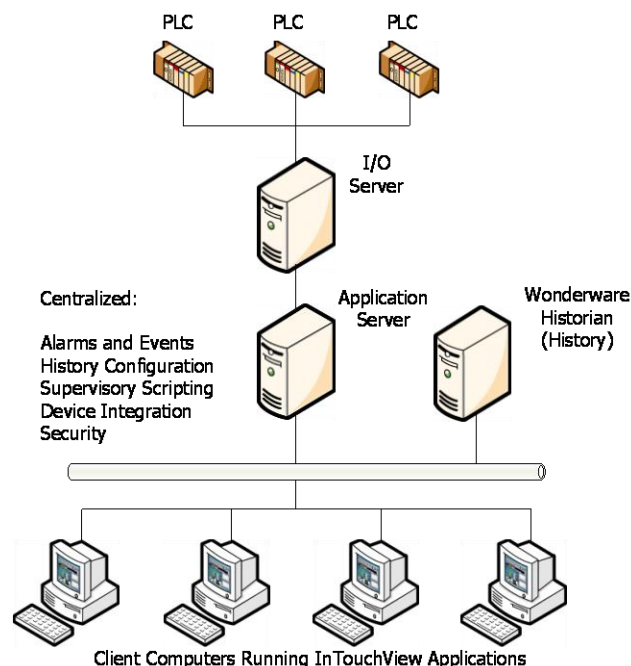 PLC
PLC
PLC
I/O
Server
Centralized:
Alarms and Events
History Configuration
Supervisory Scripting
Device Integration
Security
Application
Server
Wonderware
Historian
(History)
Client Computers Running InTouchView Applications